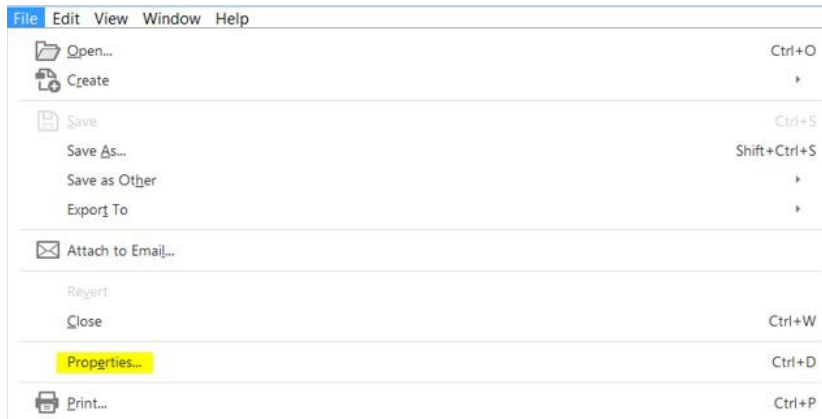 File Edit View Window Help
Open... Ctrl+O
Create
Save Ctrl+S
Save As... Shift+Ctrl+S
Save as Other
Export To
Attach to Email...
Revert
Close Ctrl+W
Properties... Ctrl+D
Print... Ctrl+P